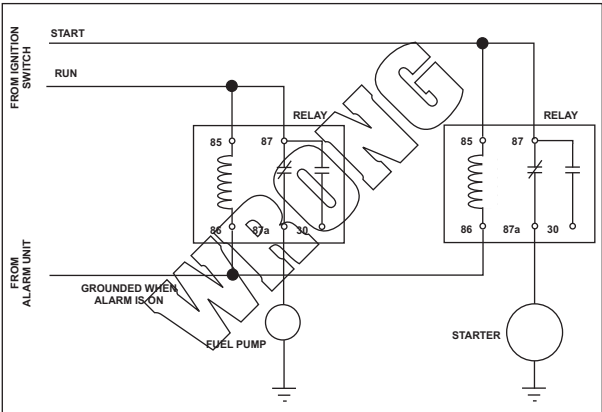 START
FROM IGNITION
SWITCH
RUN
RELAY
RELAY
85
87
85
87
86
87a
30
86
87a
30
FROM
ALARM UNIT
GROUNDED WHEN
ALARM IS ON
FUEL PUMP
STARTER
WRONG